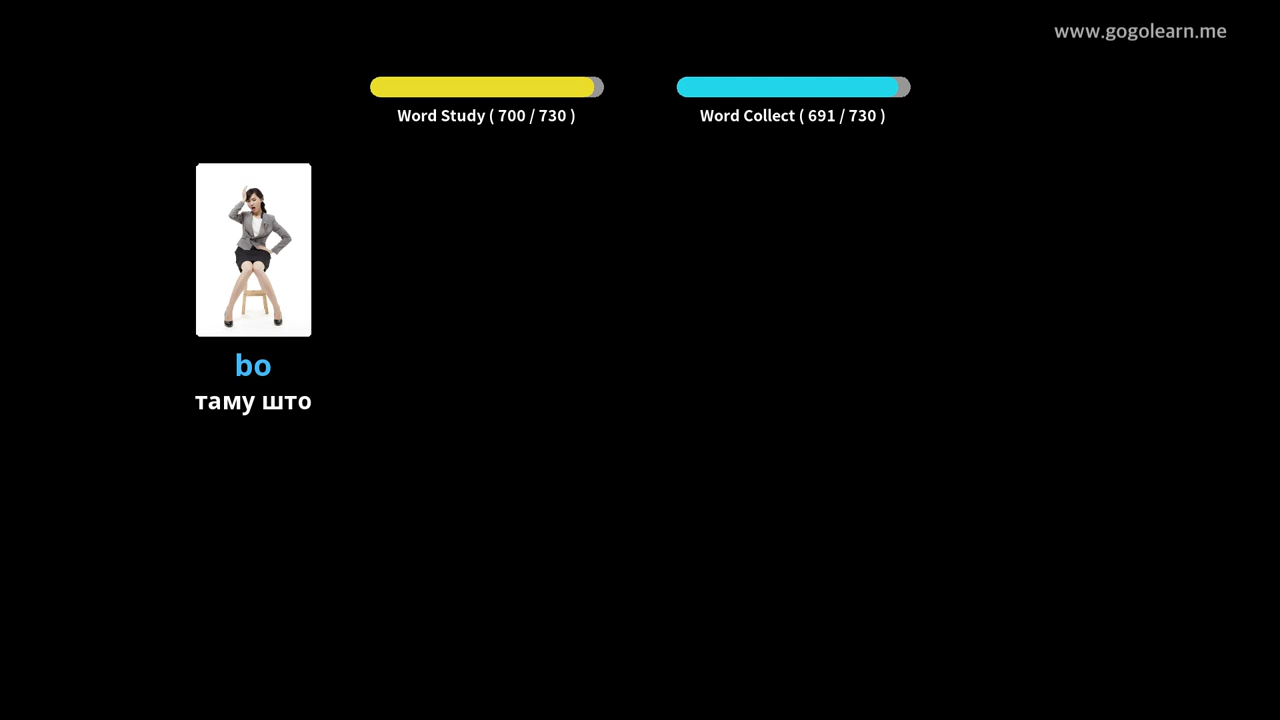 www.gogolearn.me
Word Study ( 700 / 730 )
Word Collect ( 691 / 730 )
bo
таму што